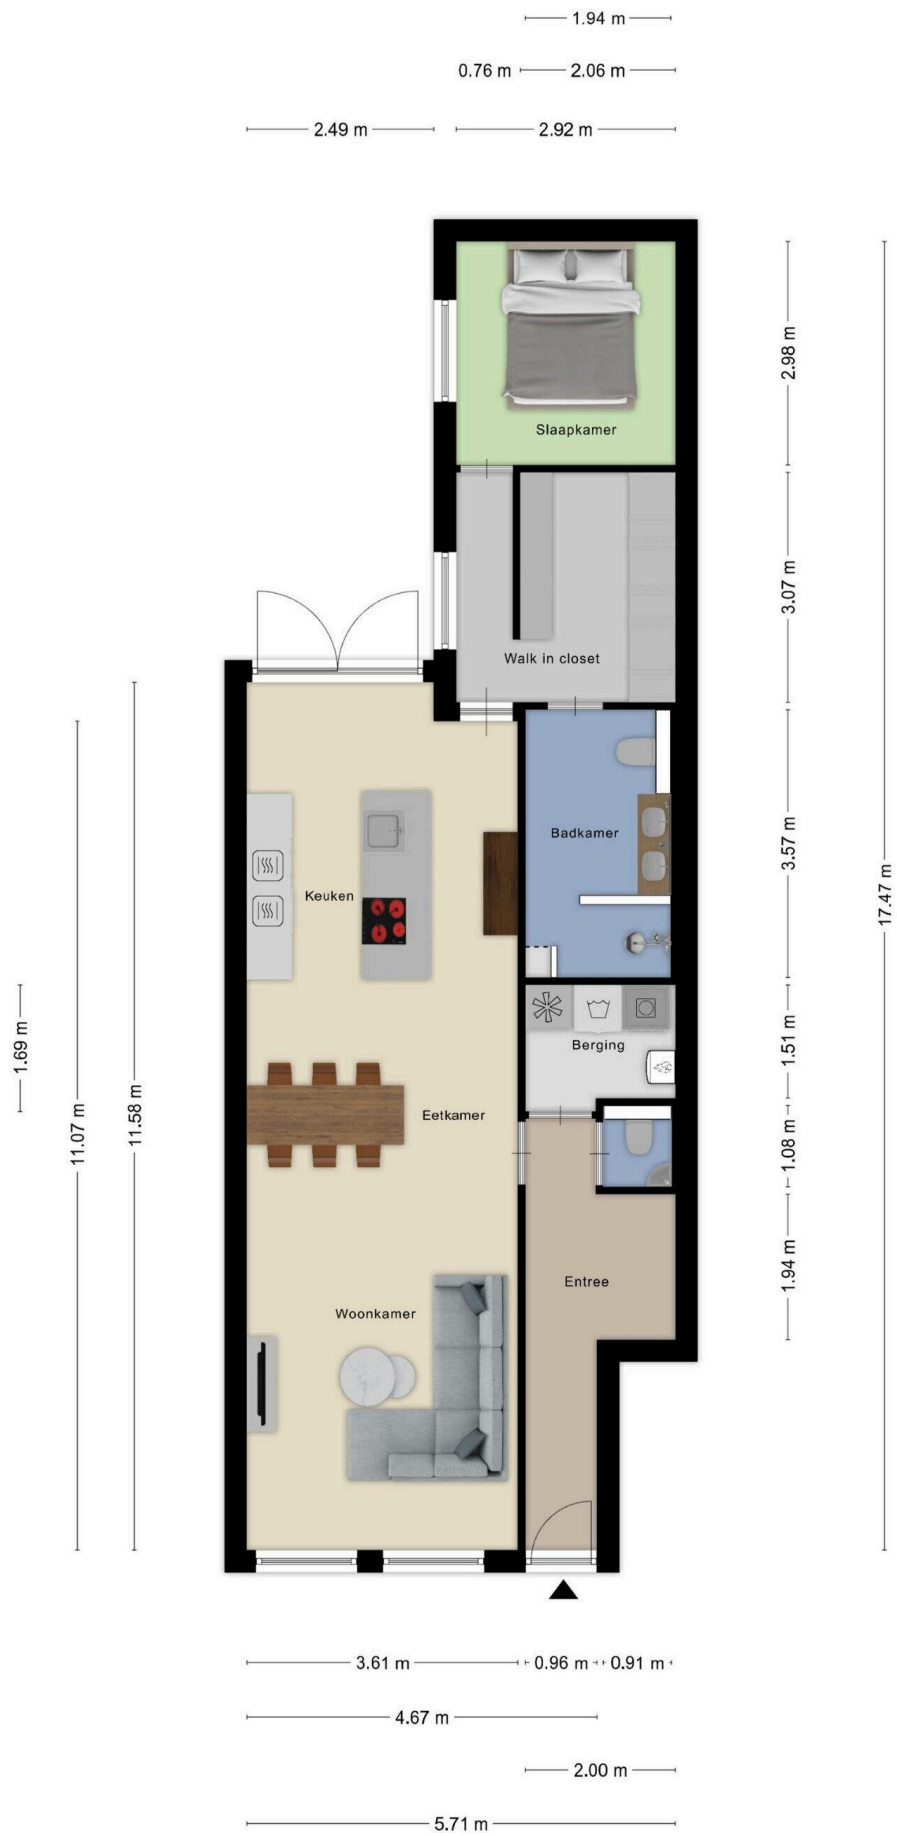 1.94 m
0.76 m
2.06 m
2.49 m
2.92 m
Slaapkamer
2.98 m
Walk in closet
3.07 m
Badkamer
3.57 m
Keuken
17.47 m
Berging
1.51 m
1.69 m
11.07 m
11.58 m
Eetkamer
1.08 m
Entree
1.94 m
Woonkamer
3.61 m
0.96 m
0.91 m
4.67 m
2.00 m
5.71 m